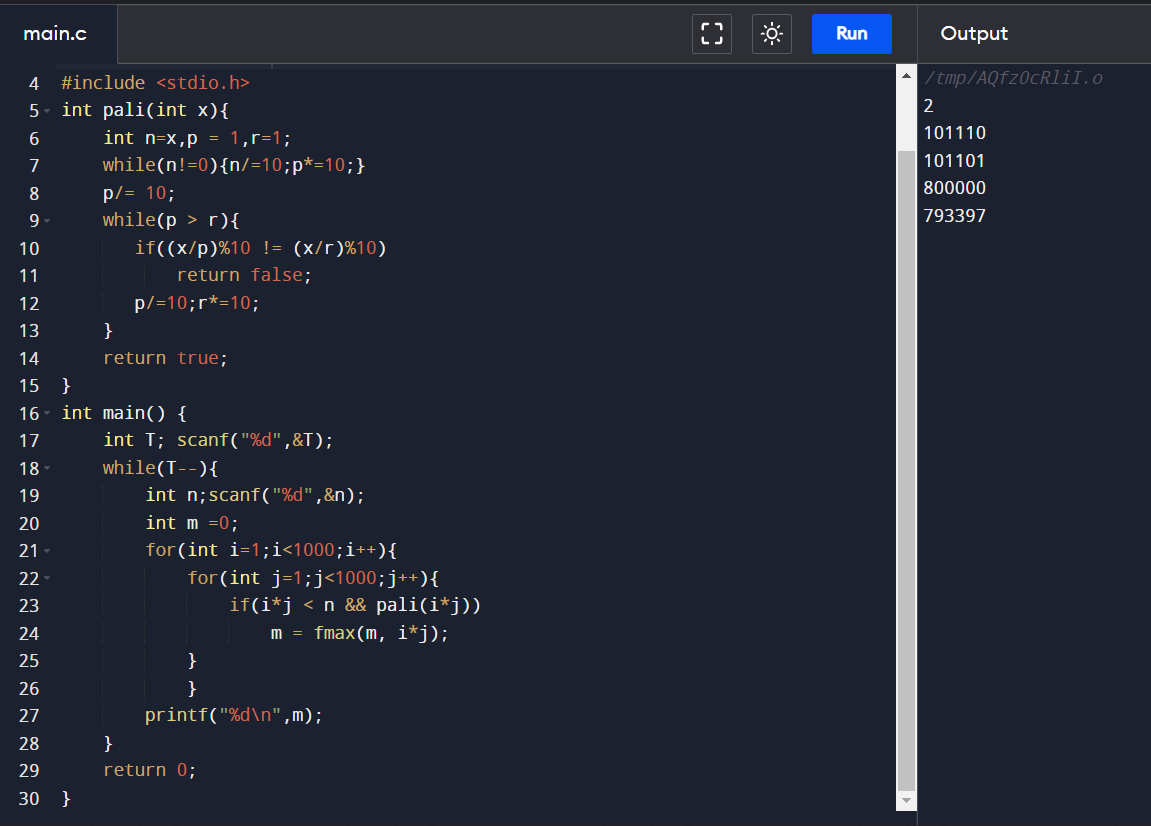 main.c
Run
Output
4 #include <stdio.h>
5 int pali(int x){
6 int n=x,p = 1,r=1;
7 while(n!=0){n/=10;p*=10;}
8 p/= 10;
9 while(p > r){
10 if((x/p)%10 != (x/r)%10)
11 return false;
12 p/=10;r*=10;
13 }
14 return true;
15 }
16 int main() {
17 int T; scanf("%d",&T);
18 while(T--){
19 int n;scanf("%d",&n);
20 int m =0;
21 for(int i=1;i<1000;i++){
22 for(int j=1;j<1000;j++){
23 if(i*j < n && pali(i*j))
24 m = fmax(m, i*j);
25 }
26 }
27 printf("%d\n",m);
28 }
29 return 0;
30 }
/tmp/AQfzOcRliI.o
2
101110
101101
800000
793397